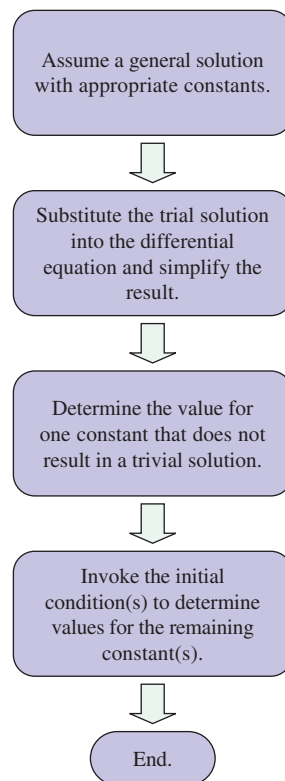 Assume a general solution
with appropriate constants.
Substitute the trial solution
into the differential
equation and simplify the
result.
Determine the value for
one constant that does not
result in a trivial solution.
Invoke the initial
condition(s) to determine
values for the remaining
constant(s).
End.